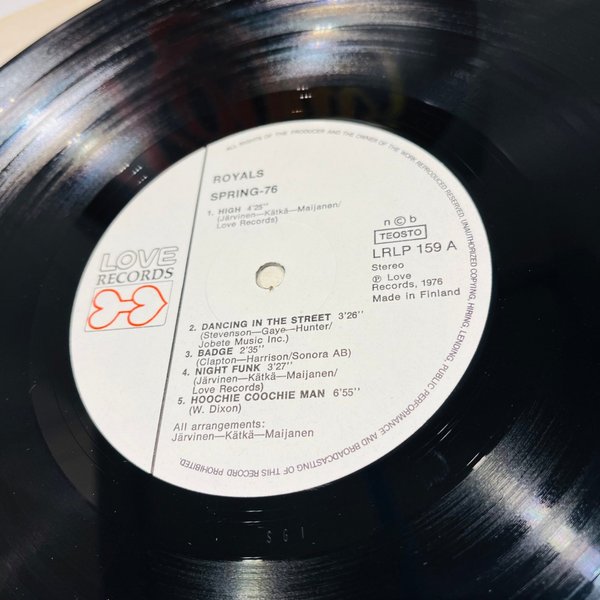 ALL RIGHTS OF THE PRODUCER AND THE OWNER OF THE WORK REPRODUCED RESERVED. UNAUTHORIZED COPYING, HIRING, LENDING, PUBLIC PERFORMANCE AND BROADCASTING OF THIS RECORD PROHIBITED.
ROYALS
SPRING-76
1. HIGH 4'25''
(Järvinen—Kätkä—Maijanen/
Love Records)
LOVE
RECORDS
n © b
TEOSTO
LRLP 159 A
Stereo
Ⓟ Love
Records, 1976
Made in Finland
2. DANCING IN THE STREET 3'26''
(Stevenson—Gaye—Hunter/
Jobete Music Inc.)
3. BADGE 2'35''
(Clapton—Harrison/Sonora AB)
4. NIGHT FUNK 3'27''
(Järvinen—Kätkä—Maijanen/
Love Records)
5. HOOCHIE COOCHIE MAN 6'55''
(W. Dixon)
All arrangements:
Järvinen—Kätkä—Maijanen